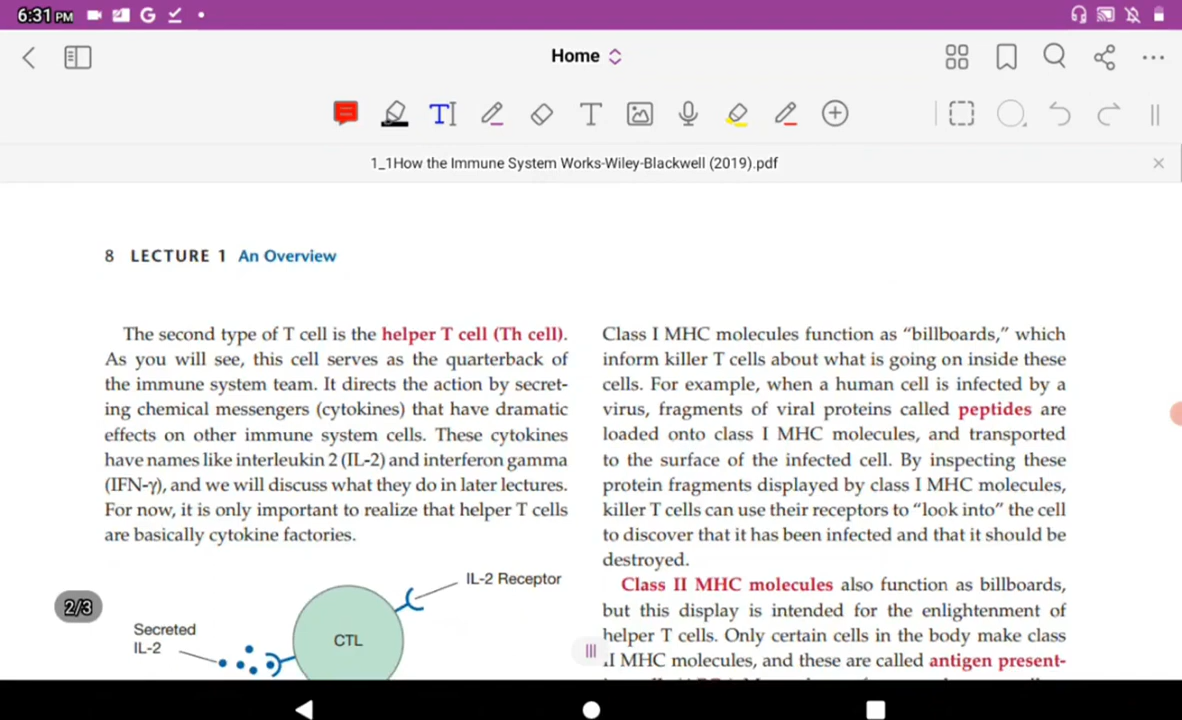 6:31 PM
Home
1_1How the Immune System Works-Wiley-Blackwell (2019).pdf
8 LECTURE 1 An Overview
The second type of T cell is the helper T cell (Th cell).
As you will see, this cell serves as the quarterback of
the immune system team. It directs the action by secret-
ing chemical messengers (cytokines) that have dramatic
effects on other immune system cells. These cytokines
have names like interleukin 2 (IL-2) and interferon gamma
(IFN-γ), and we will discuss what they do in later lectures.
For now, it is only important to realize that helper T cells
are basically cytokine factories.
IL-2 Receptor
Secreted
IL-2
CTL
2/3
Class I MHC molecules function as “billboards,” which
inform killer T cells about what is going on inside these
cells. For example, when a human cell is infected by a
virus, fragments of viral proteins called peptides are
loaded onto class I MHC molecules, and transported
to the surface of the infected cell. By inspecting these
protein fragments displayed by class I MHC molecules,
killer T cells can use their receptors to “look into” the cell
to discover that it has been infected and that it should be
destroyed.
Class II MHC molecules also function as billboards,
but this display is intended for the enlightenment of
helper T cells. Only certain cells in the body make class
II MHC molecules, and these are called antigen present-